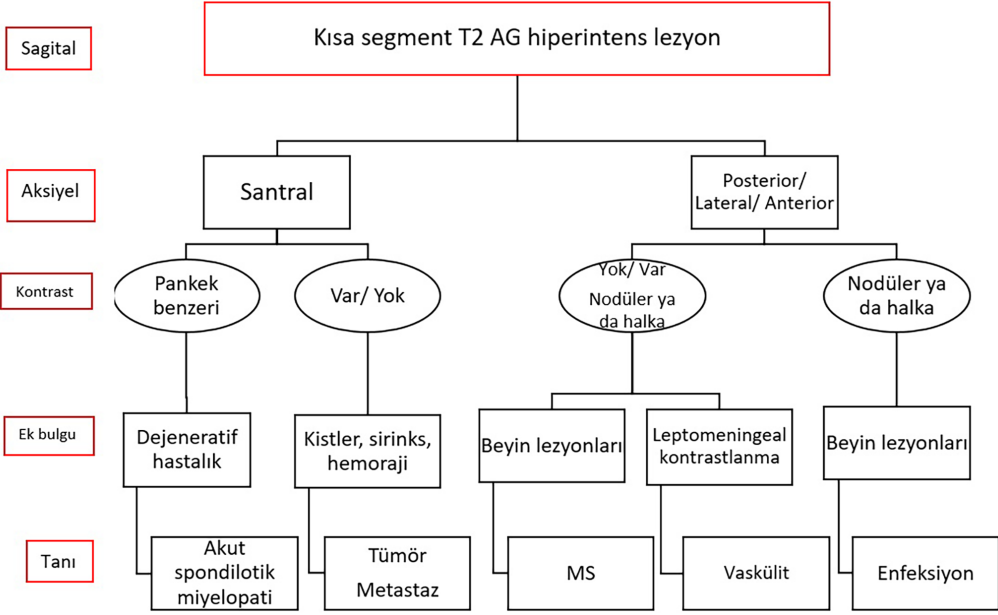 Sagital
Kısa segment T2 AG hiperintens lezyon
Aksiyel
Santral
Posterior/
Lateral/ Anterior
Kontrast
Pankek
benzeri
Var/ Yok
Yok/ Var
Nodüler ya
da halka
Nodüler ya
da halka
Ek bulgu
Dejeneratif
hastalık
Kistler, sirinks,
hemoraji
Beyin lezyonları
Leptomeningeal
kontrastlanma
Beyin lezyonları
Tanı
Akut
spondilotik
miyelopati
Tümör
Metastaz
MS
Vaskülit
Enfeksiyon